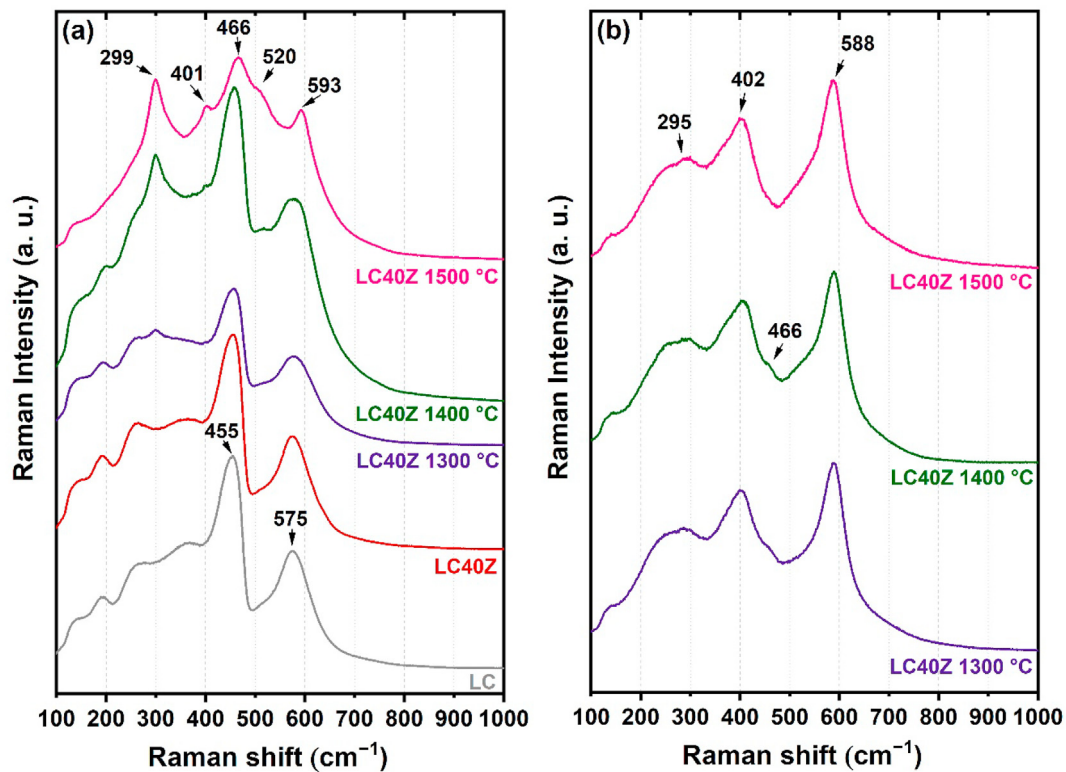 (a)
466
299
401
520
593
LC40Z 1500 °C
LC40Z 1400 °C
LC40Z 1300 °C
455
LC40Z
575
LC
Raman Intensity (a. u.)
100 200 300 400 500 600 700 800 900 1000
Raman shift (cm⁻¹)
(b)
588
402
295
LC40Z 1500 °C
466
LC40Z 1400 °C
LC40Z 1300 °C
Raman Intensity (a. u.)
100 200 300 400 500 600 700 800 900 1000
Raman shift (cm⁻¹)